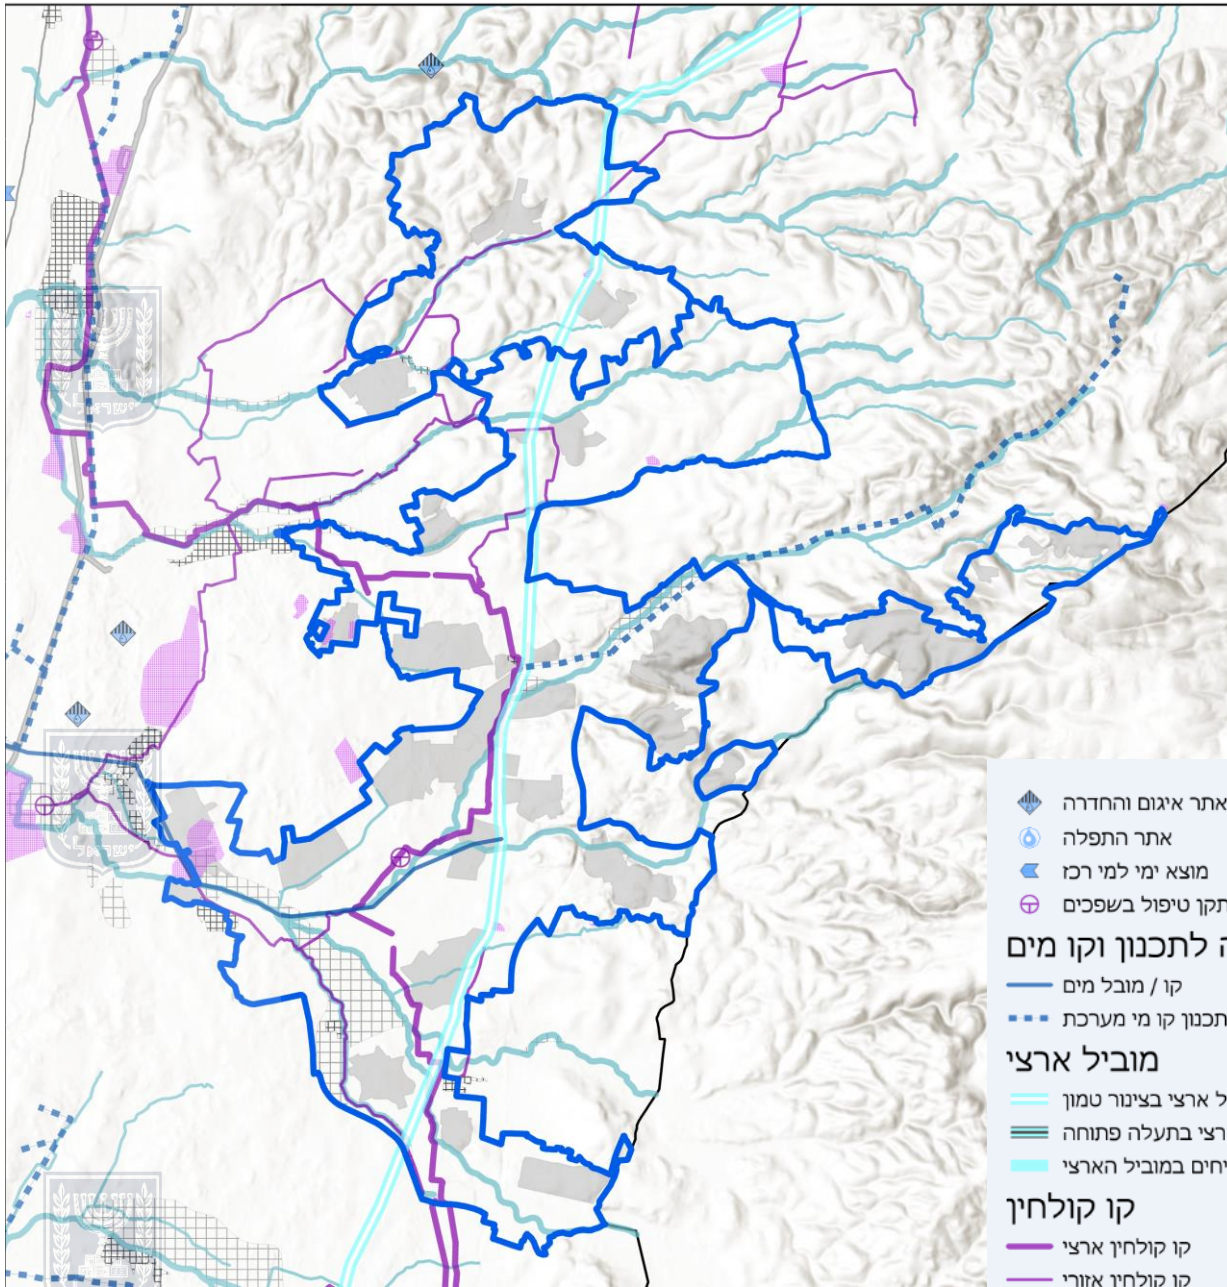 אתר איגום והחדרה
אתר התפלה
מוצא ימי למי רכז
תקן טיפול בשפכים
ה לתכנון וקו מים
קו / מובל מים
תכנון קו מי מערכת
מוביל ארצי
ל ארצי בצינור טמון
רצי בתעלה פתוחה
יחים במוביל הארצי
קו קולחין
קו קולחין ארצי
קו קולחין אזורי
ישראל